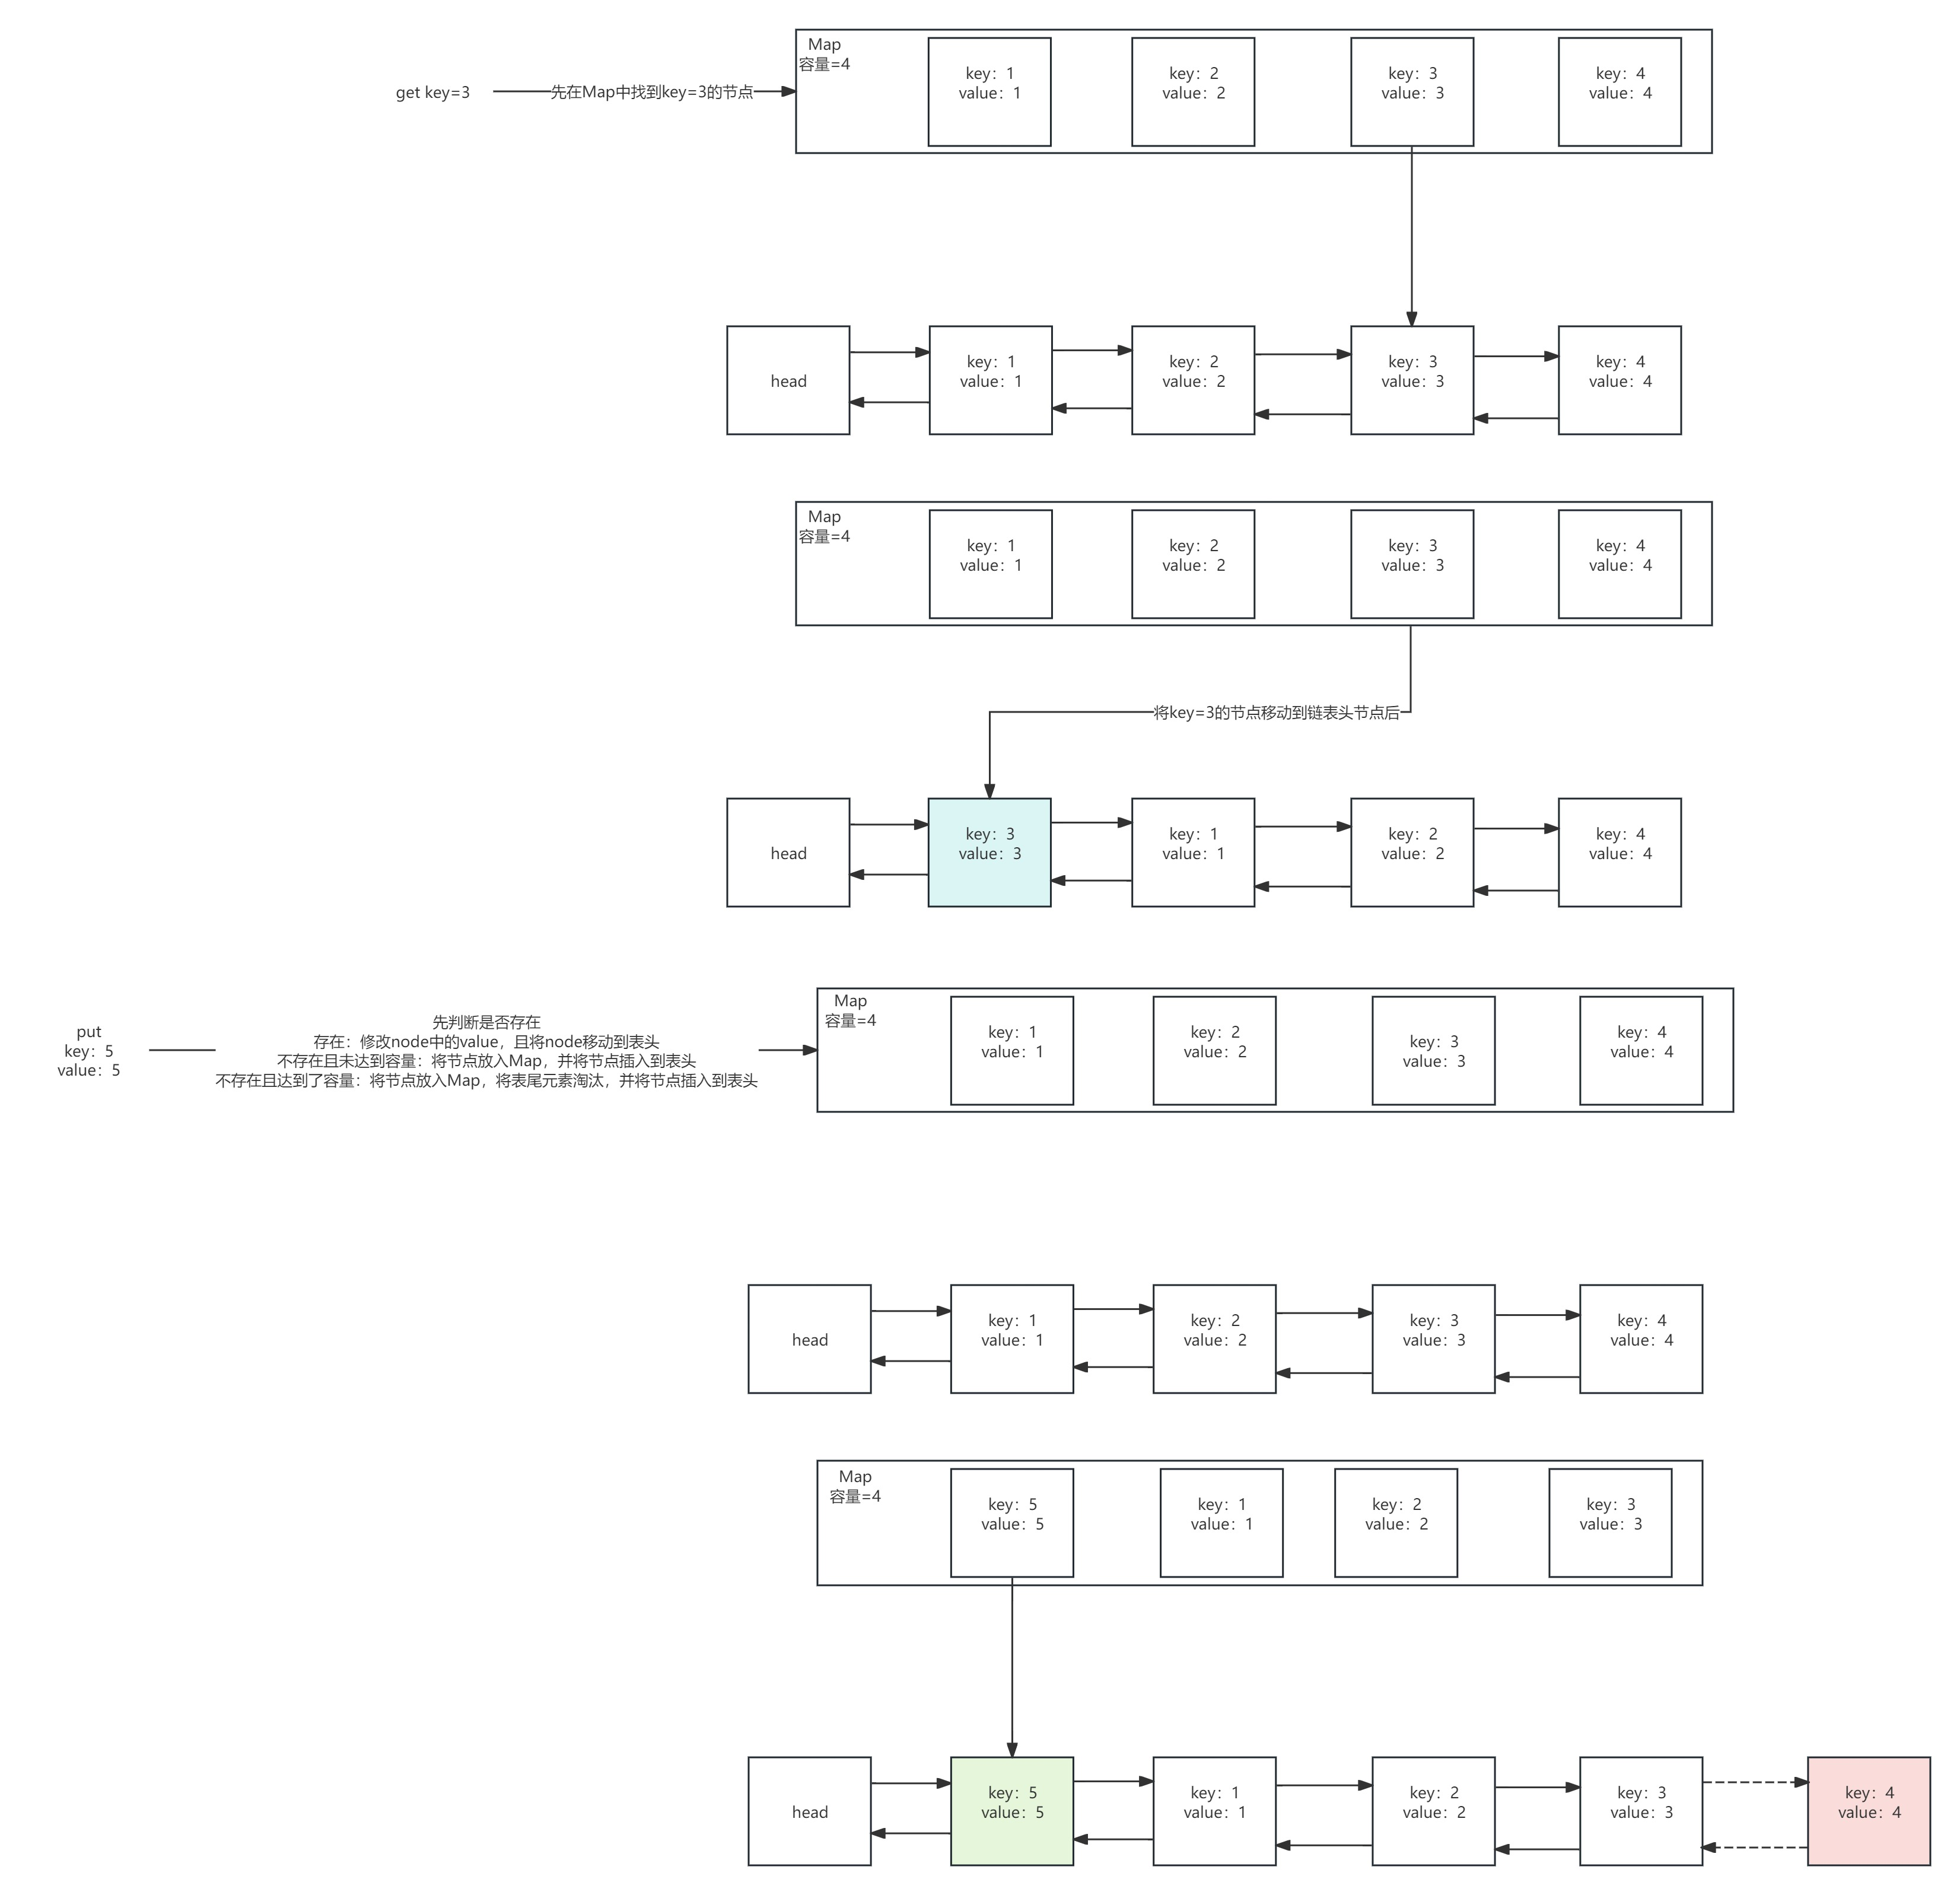 Map
容量=4
key：1
value：1
key：2
value：2
key：3
value：3
key：4
value：4
get key=3
先在Map中找到key=3的节点
head
key：1
value：1
key：2
value：2
key：3
value：3
key：4
value：4
Map
容量=4
key：1
value：1
key：2
value：2
key：3
value：3
key：4
value：4
将key=3的节点移动到链表头节点后
head
key：3
value：3
key：1
value：1
key：2
value：2
key：4
value：4
put
key：5
value：5
先判断是否存在
存在：修改node中的value，且将node移动到表头
不存在且未达到容量：将节点放入Map，并将节点插入到表头
不存在且达到了容量：将节点放入Map，将表尾元素淘汰，并将节点插入到表头
Map
容量=4
key：1
value：1
key：2
value：2
key：3
value：3
key：4
value：4
head
key：1
value：1
key：2
value：2
key：3
value：3
key：4
value：4
Map
容量=4
key：5
value：5
key：1
value：1
key：2
value：2
key：3
value：3
head
key：5
value：5
key：1
value：1
key：2
value：2
key：3
value：3
key：4
value：4